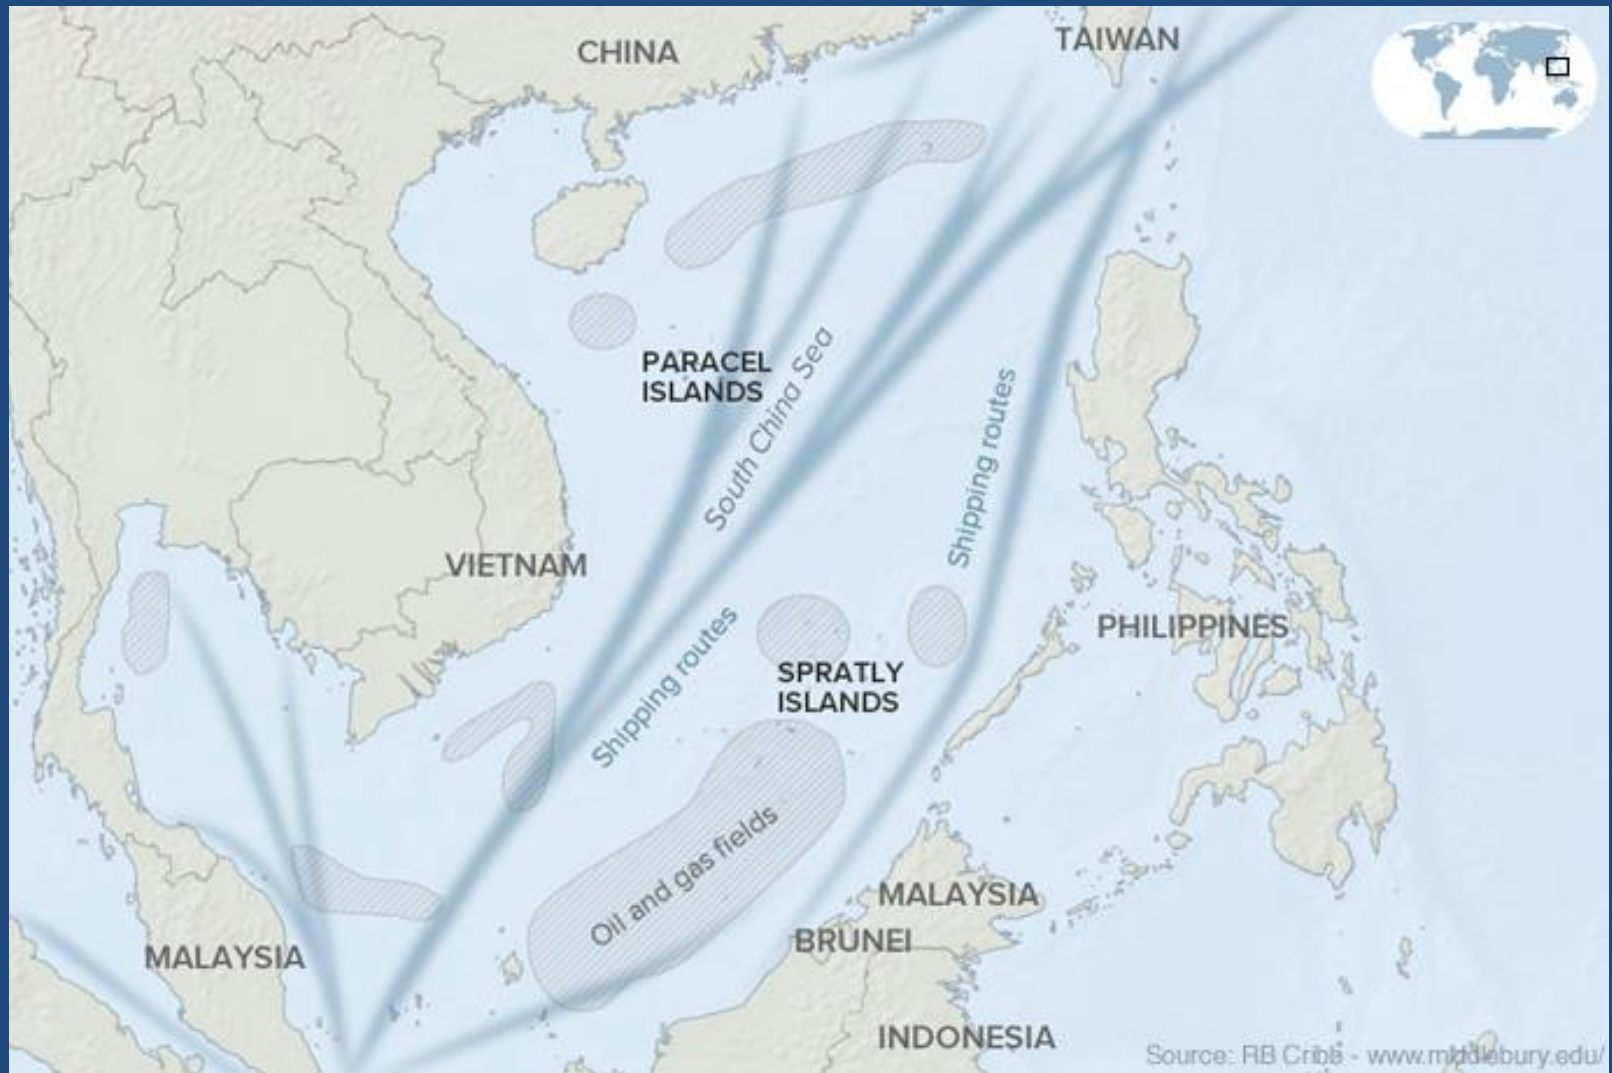 CHINA
TAIWAN
PARACEL
ISLANDS
South China Sea
Shipping routes
VIETNAM
PHILIPPINES
Shipping routes
SPRATLY
ISLANDS
Oil and gas fields
MALAYSIA
BRUNEI
MALAYSIA
INDONESIA
Source: RB Cribb - www.middlebury.edu/